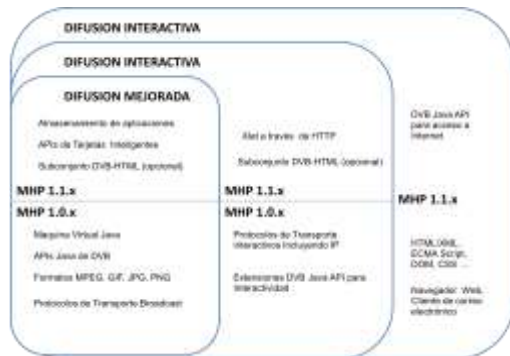 DIFUSION INTERACTIVA
DIFUSION INTERACTIVA
DIFUSION MEJORADA
Almacenamiento de aplicaciones
APIs de Tarjetas Inteligentes
Subconjunto DVB-HTML (opcional)
MHP 1.1.x
MHP 1.0.x
Maquina Virtual Java
APIs Java de DVB
Formatos MPEG, GIF, JPG, PNG
Protocolos de Transporte Broadcast
a través de HTTP
Subconjunto DVB-HTML (opcional)
MHP 1.1.x
MHP 1.0.x
Protocolos de Transporte
interactivos Incluyendo IP
Extensiones DVB Java API para
Interactividad
DVB Java API
para acceso a
Internet
MHP 1.1.x
HTML/XML,
ECMA Script,
DOM, CSS ...
Navegador Web,
Cliente de correo
electrónico